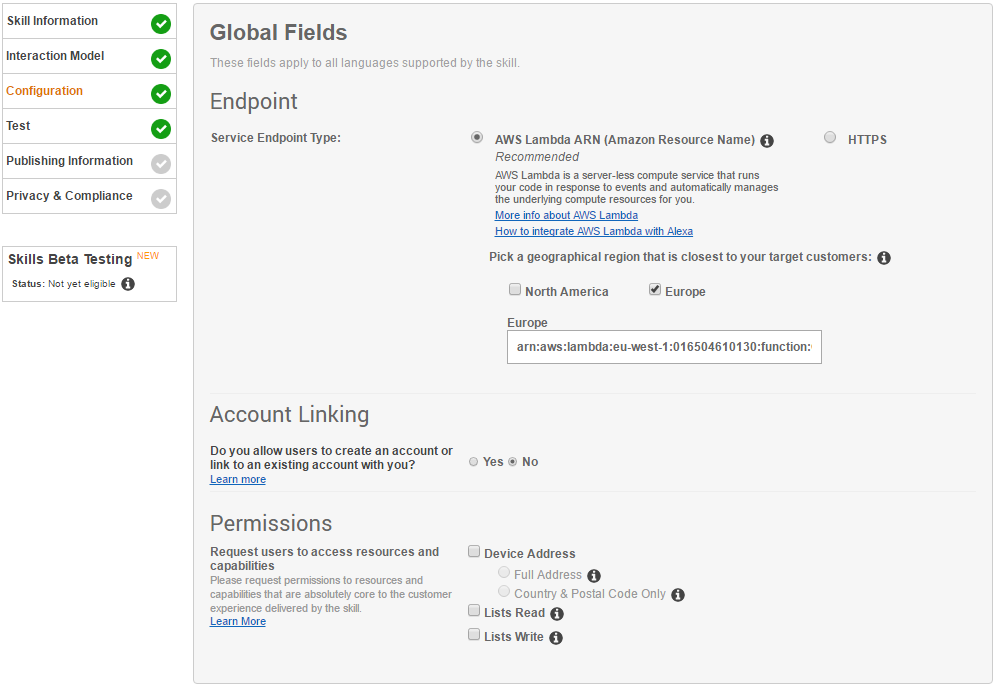 Skill Information
Interaction Model
Configuration
Test
Publishing Information
Privacy & Compliance
Skills Beta Testing NEW
Status: Not yet eligible
Global Fields
These fields apply to all languages supported by the skill.
Endpoint
Service Endpoint Type:
AWS Lambda ARN (Amazon Resource Name)
HTTPS
Recommended
AWS Lambda is a server-less compute service that runs
your code in response to events and automatically manages
the underlying compute resources for you.
More info about AWS Lambda
How to integrate AWS Lambda with Alexa
Pick a geographical region that is closest to your target customers:
North America
Europe
Europe
arn:aws:lambda:eu-west-1:016504610130:function:
Account Linking
Do you allow users to create an account or
link to an existing account with you?
Learn more
Yes No
Permissions
Request users to access resources and
capabilities
Please request permissions to resources and
capabilities that are absolutely core to the customer
experience delivered by the skill.
Learn More
Device Address
Full Address
Country & Postal Code Only
Lists Read
Lists Write